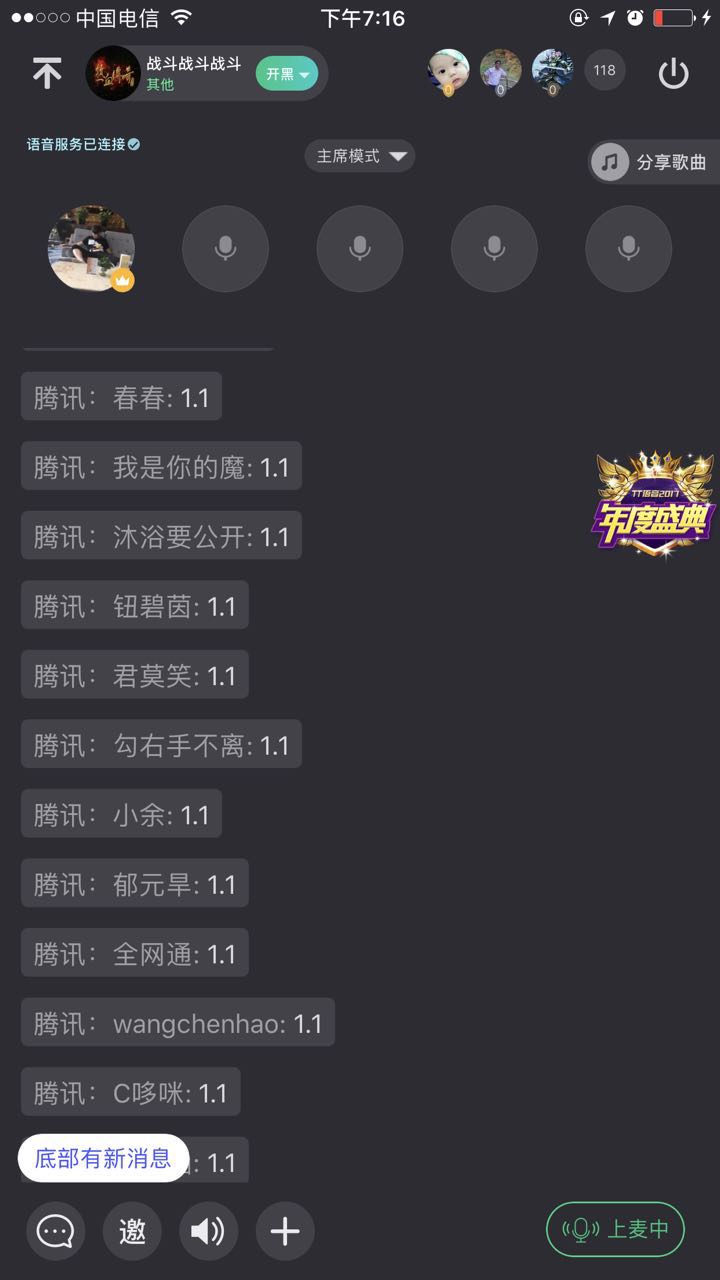 中国电信
下午7:16
战斗战斗战斗
其他
开黑
0
0
0
118
语音服务已连接
主席模式
分享歌曲
腾讯：春春: 1.1
腾讯：我是你的魔: 1.1
TT语音2017
年度盛典
腾讯：沐浴要公开: 1.1
腾讯：钮碧茵: 1.1
腾讯：君莫笑: 1.1
腾讯：勾右手不离: 1.1
腾讯：小余: 1.1
腾讯：郁元旱: 1.1
腾讯：全网通: 1.1
腾讯：wangchenhao: 1.1
腾讯：C哆咪: 1.1
底部有新消息
: 1.1
邀
上麦中